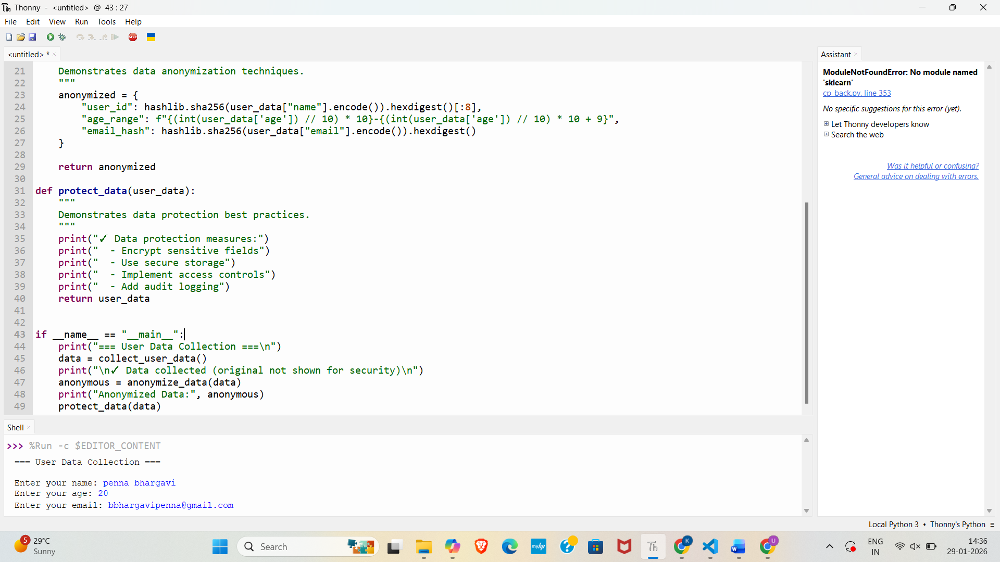 Thonny - <untitled> @ 43 : 27
File Edit View Run Tools Help
STOP
<untitled> * ×
21 Demonstrates data anonymization techniques.
22 """
23 anonymized = {
24 "user_id": hashlib.sha256(user_data["name"].encode()).hexdigest()[:8],
25 "age_range": f"{(int(user_data['age']) // 10) * 10}-{(int(user_data['age']) // 10) * 10 + 9}",
26 "email_hash": hashlib.sha256(user_data["email"].encode()).hexdigest()
27 }
28
29 return anonymized
30
31 def protect_data(user_data):
32 """
33 Demonstrates data protection best practices.
34 """
35 print("✓ Data protection measures:")
36 print("  - Encrypt sensitive fields")
37 print("  - Use secure storage")
38 print("  - Implement access controls")
39 print("  - Add audit logging")
40 return user_data
41
42
43 if __name__ == "__main__":
44 print("=== User Data Collection ===\n")
45 data = collect_user_data()
46 print("\n✓ Data collected (original not shown for security)\n")
47 anonymous = anonymize_data(data)
48 print("Anonymized Data:", anonymous)
49 protect_data(data)
Shell ×
>>> %Run -c $EDITOR_CONTENT
=== User Data Collection ===
Enter your name: penna bhargavi
Enter your age: 20
Enter your email: bbhargavipenna@gmail.com
Assistant ×
ModuleNotFoundError: No module named
'sklearn'
cp_back.py, line 353
No specific suggestions for this error (yet).
Let Thonny developers know
Search the web
Was it helpful or confusing?
General advice on dealing with errors.
Local Python 3 • Thonny's Python ≡
5
29°C
Sunny
Search
myhp
Th
K
W
U
ENG
IN
14:36
29-01-2026